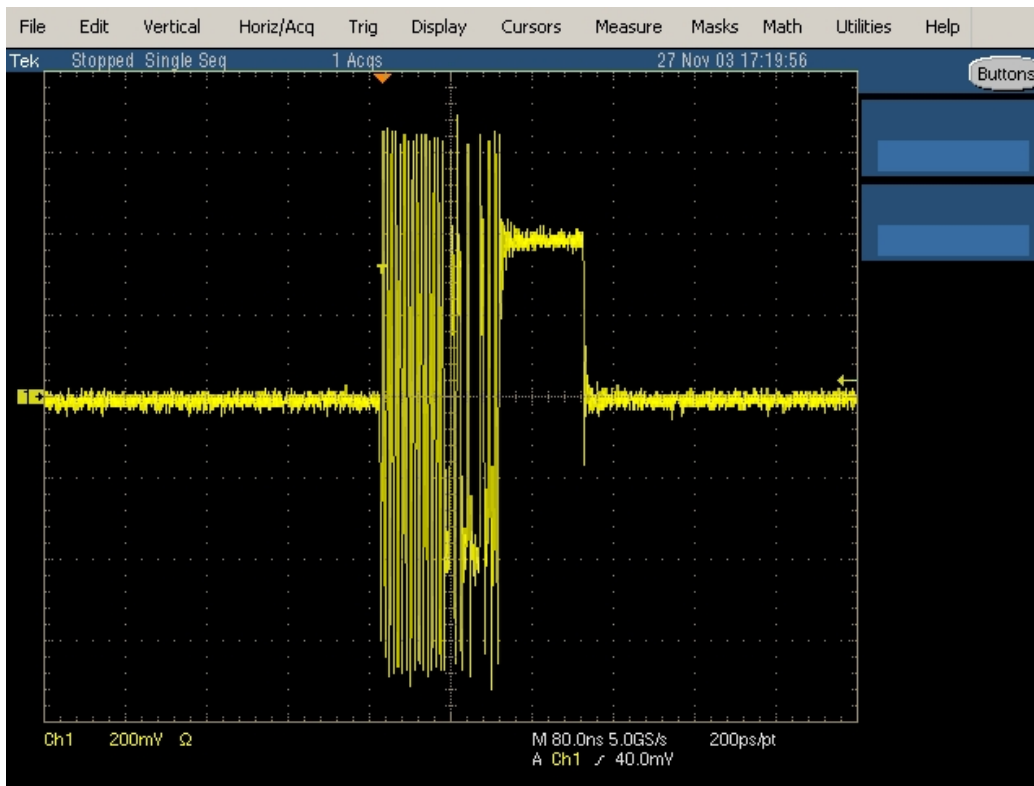 File Edit Vertical Horiz/Acq Trig Display Cursors Measure Masks Math Utilities Help
Tek Stopped Single Seq 1 Acqs 27 Nov 03 17:19:56
Buttons
1
Ch1 200mV Ω M 80.0ns 5.0GS/s 200ps/pt
A Ch1 ∕ 40.0mV